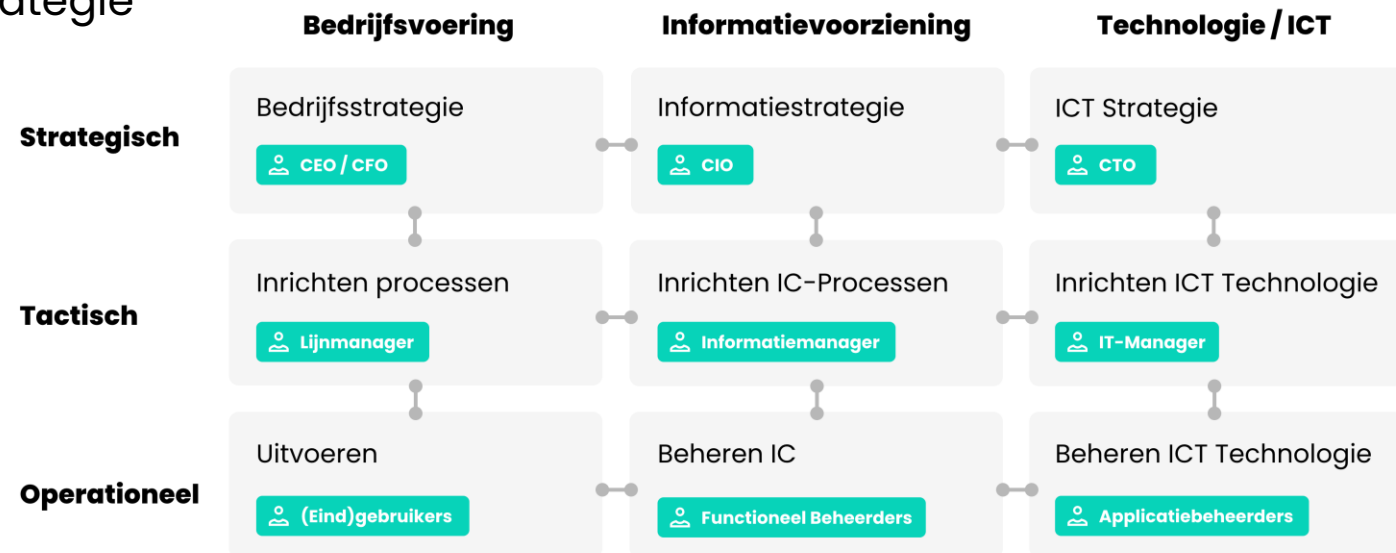 Bedrijfsvoering Informatievoorziening Technologie / ICT
Strategisch
Bedrijfsstrategie Informatiestrategie ICT Strategie
CEO / CFO CIO CTO
Tactisch
Inrichten processen Inrichten IC-Processen Inrichten ICT Technologie
Lijnmanager Informatiemanager IT-Manager
Operationeel
Uitvoeren Beheren IC Beheren ICT Technologie
(Eind)gebruikers Functioneel Beheerders Applicatiebeheerders